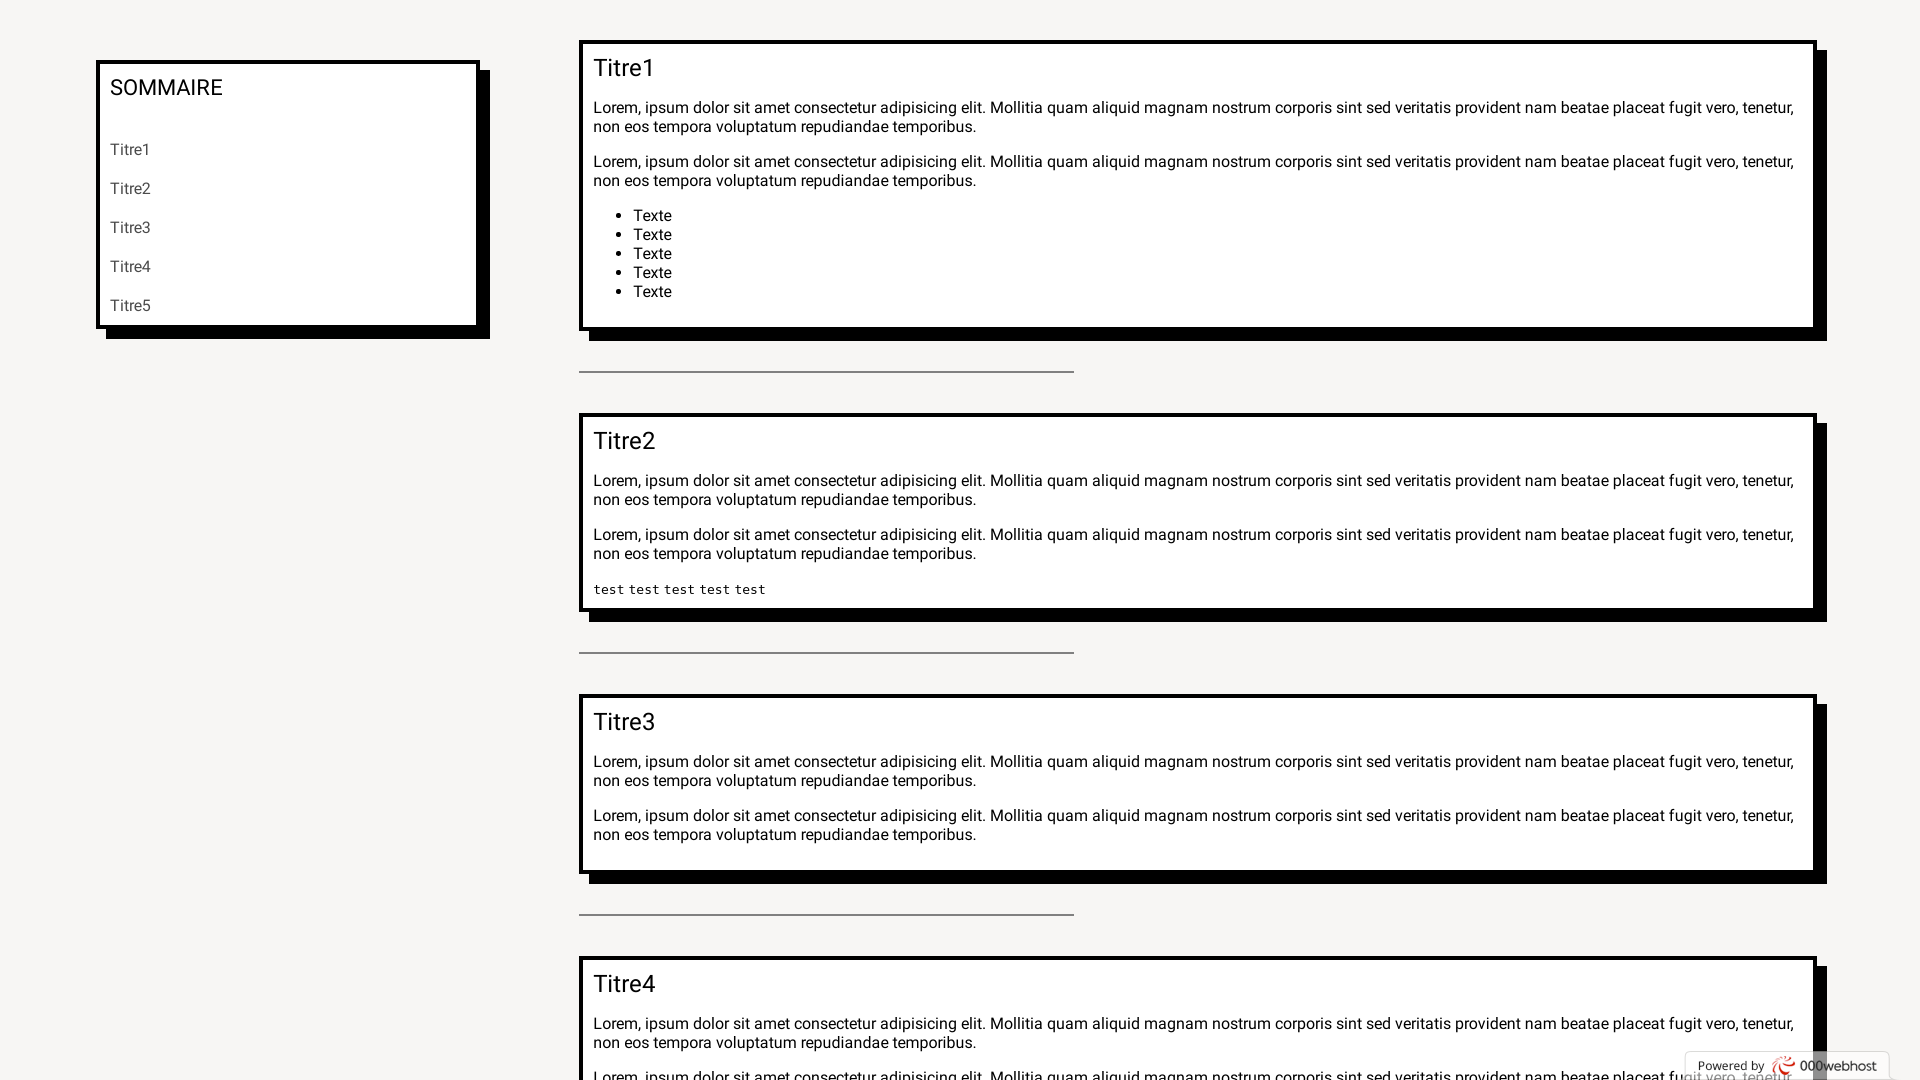 SOMMAIRE
Titre1
Titre2
Titre3
Titre4
Titre5
Titre1
Lorem, ipsum dolor sit amet consectetur adipisicing elit. Mollitia quam aliquid magnam nostrum corporis sint sed veritatis provident nam beatae placeat fugit vero, tenetur,
non eos tempora voluptatum repudiandae temporibus.
Lorem, ipsum dolor sit amet consectetur adipisicing elit. Mollitia quam aliquid magnam nostrum corporis sint sed veritatis provident nam beatae placeat fugit vero, tenetur,
non eos tempora voluptatum repudiandae temporibus.
• Texte
• Texte
• Texte
• Texte
• Texte
Titre2
Lorem, ipsum dolor sit amet consectetur adipisicing elit. Mollitia quam aliquid magnam nostrum corporis sint sed veritatis provident nam beatae placeat fugit vero, tenetur,
non eos tempora voluptatum repudiandae temporibus.
Lorem, ipsum dolor sit amet consectetur adipisicing elit. Mollitia quam aliquid magnam nostrum corporis sint sed veritatis provident nam beatae placeat fugit vero, tenetur,
non eos tempora voluptatum repudiandae temporibus.
test test test test test
Titre3
Lorem, ipsum dolor sit amet consectetur adipisicing elit. Mollitia quam aliquid magnam nostrum corporis sint sed veritatis provident nam beatae placeat fugit vero, tenetur,
non eos tempora voluptatum repudiandae temporibus.
Lorem, ipsum dolor sit amet consectetur adipisicing elit. Mollitia quam aliquid magnam nostrum corporis sint sed veritatis provident nam beatae placeat fugit vero, tenetur,
non eos tempora voluptatum repudiandae temporibus.
Titre4
Lorem, ipsum dolor sit amet consectetur adipisicing elit. Mollitia quam aliquid magnam nostrum corporis sint sed veritatis provident nam beatae placeat fugit vero, tenetur,
non eos tempora voluptatum repudiandae temporibus.
Lorem, ipsum dolor sit amet consectetur adipisicing elit. Mollitia quam aliquid magnam nostrum corporis sint sed veritatis provident nam beatae placeat fugit vero, tenetur,
Powered by 000webhost